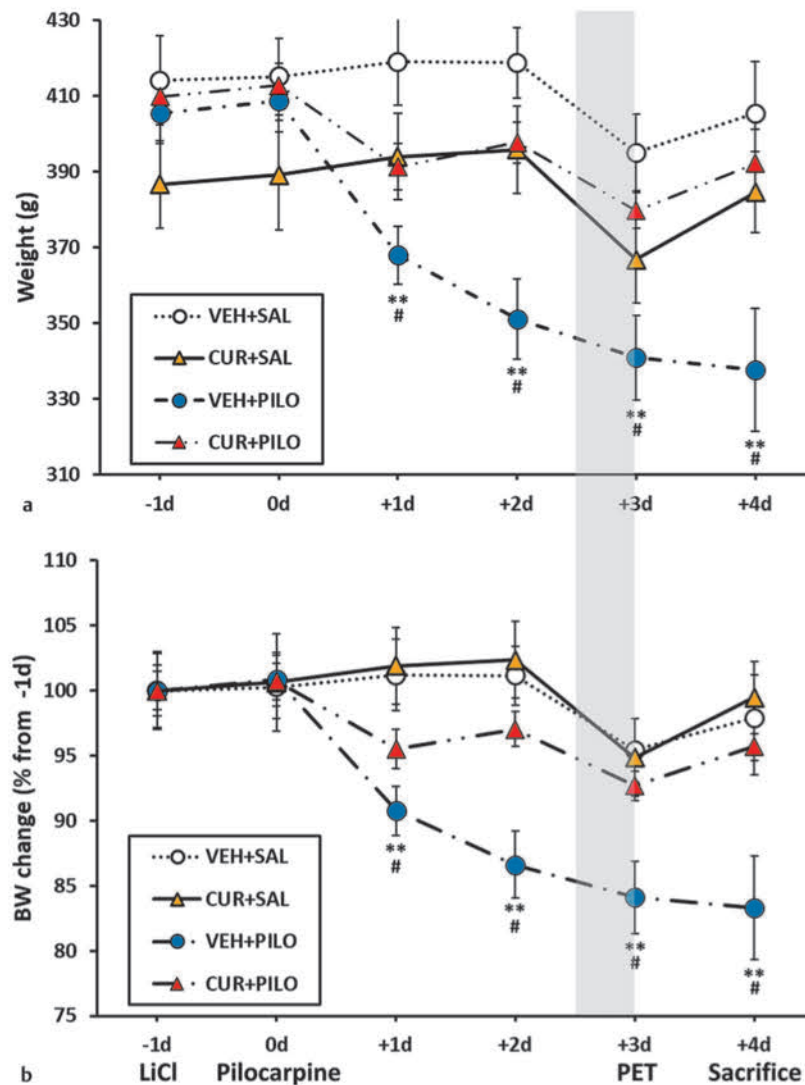 430
420
410
390
370
350
330
310
Weight (g)
VEH+SAL
CUR+SAL
VEH+PILO
CUR+PILO
**
#
**
#
**
#
**
#
a
-1d 0d +1d +2d +3d +4d
110
105
100
95
90
85
80
75
BW change (% from -1d)
VEH+SAL
CUR+SAL
VEH+PILO
CUR+PILO
**
#
**
#
**
#
**
#
-1d 0d +1d +2d +3d +4d
b LiCl Pilocarpine PET Sacrifice